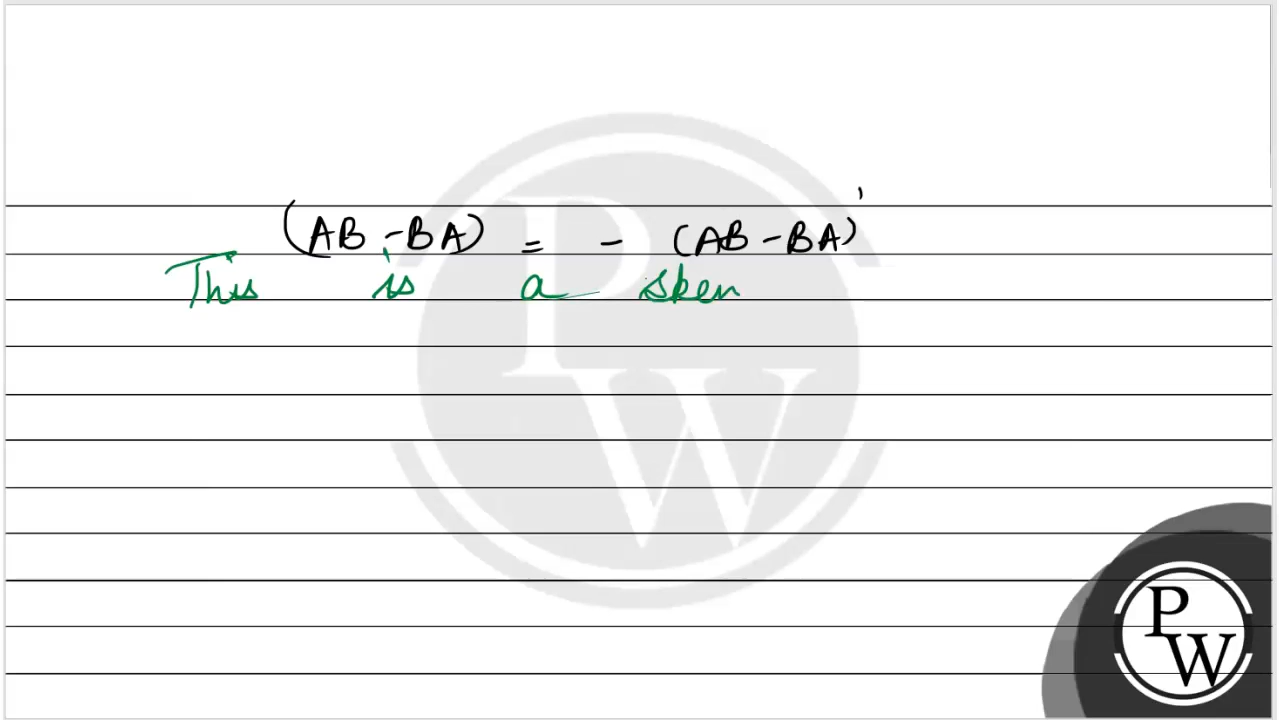 (AB - BA) = - (AB - BA)'
This is a sken
P
W
P
W